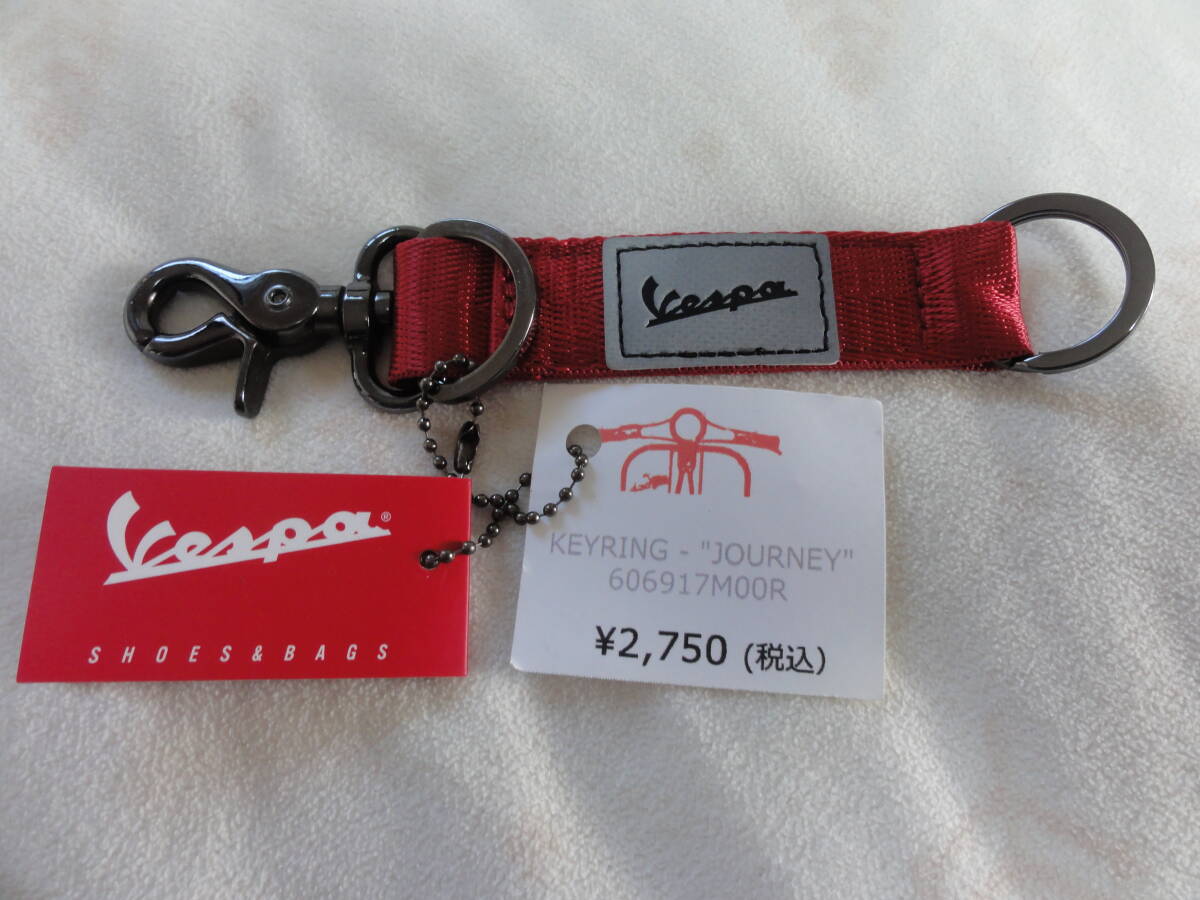 Vespa
Vespa®
SHOES&BAGS
KEYRING - "JOURNEY"
606917M00R
¥2,750 (税込)